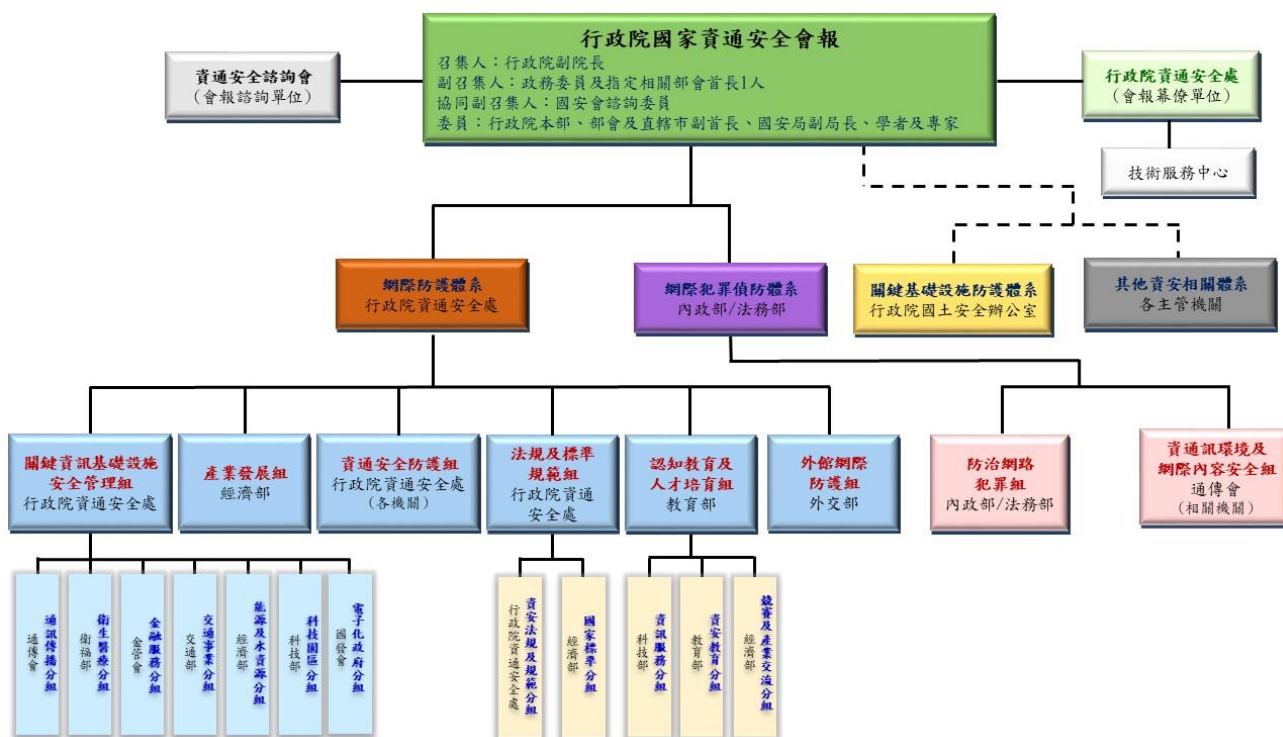 行政院國家資通安全會報
召集人：行政院副院長
副召集人：政務委員及指定相關部會首長1人
協同副召集人：國安會諮詢委員
委員：行政院本部、部會及直轄市副首長、國安局副局長、學者及專家
資通安全諮詢會
(會報諮詢單位)
行政院資通安全處
(會報幕僚單位)
技術服務中心
網際防護體系
行政院資通安全處
網際犯罪偵防體系
內政部/法務部
關鍵基礎設施防護體系
行政院國土安全辦公室
其他資安相關體系
各主管機關
關鍵資訊基礎設施
安全管理組
行政院資通安全處
產業發展組
經濟部
資通安全防護組
行政院資通安全處
(各機關)
法規及標準
規範組
行政院資通
安全處
認知教育及
人才培育組
教育部
外館網際
防護組
外交部
防治網路
犯罪組
內政部/法務部
資通訊環境及
網際內容安全組
通傳會
(相關機關)
通訊傳播分組
通傳會
衛生醫療分組
衛福部
金融服務分組
金管會
交通事業分組
交通部
能源及水資源分組
經濟部
科技園區分組
科技部
電子化政府分組
國發會
資安法規及規範分組
行政院資通安全處
國家標準分組
經濟部
資訊服務分組
科技部
資安教育分組
教育部
競賽及產業交流分組
經濟部